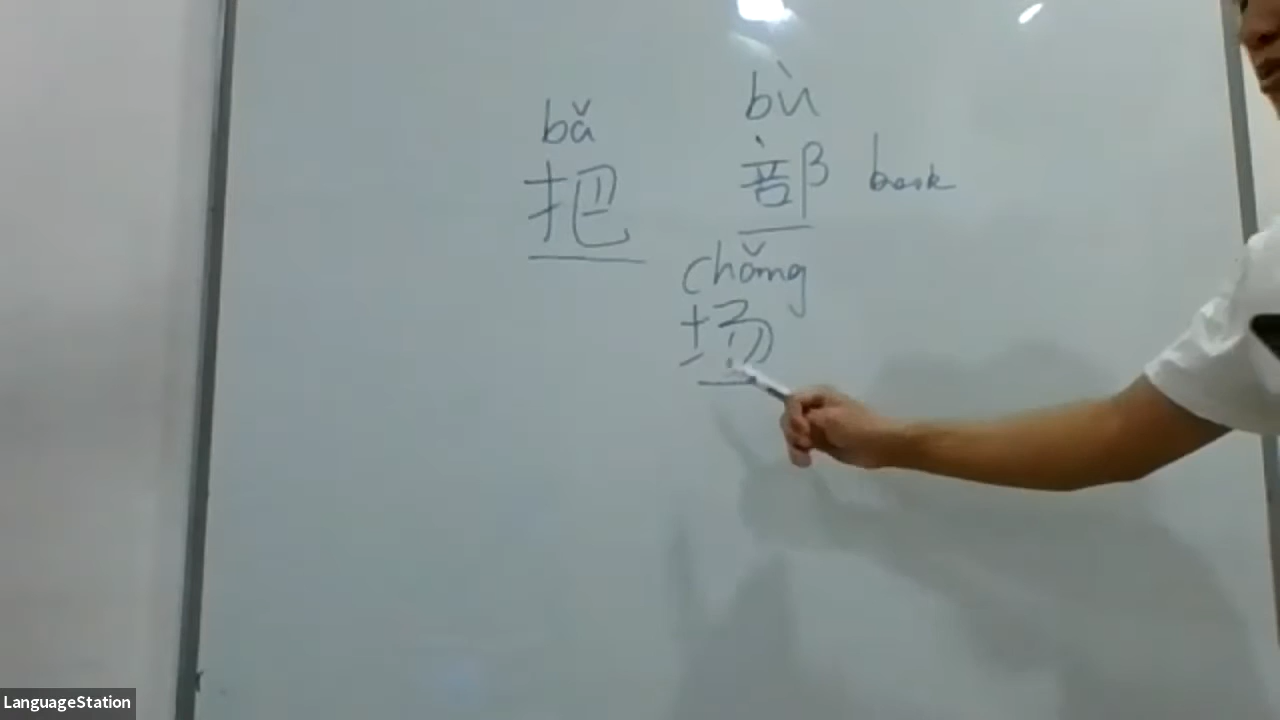 bǎ
把
bù
部 book
chǎng
场
LanguageStation